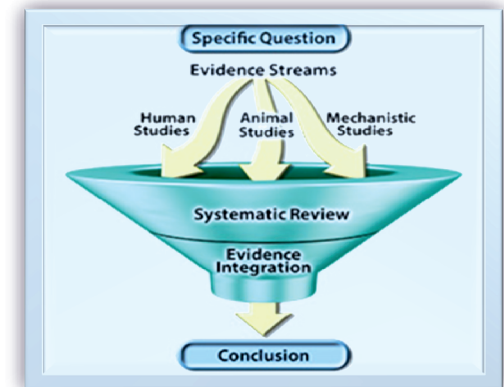 Specific Question
Evidence Streams
Human
Studies
Animal
Studies
Mechanistic
Studies
Systematic Review
Evidence
Integration
Conclusion